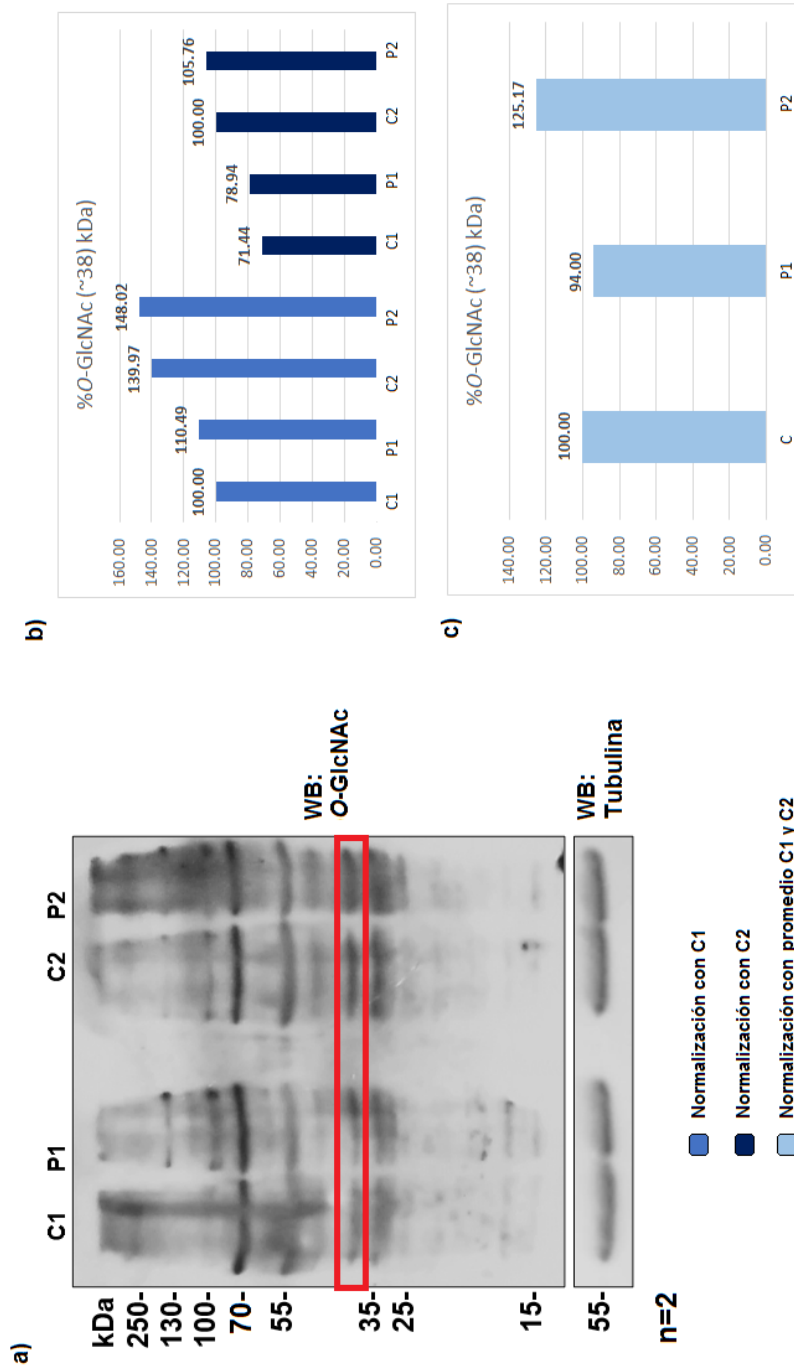 a)
C1 P1 C2 P2
kDa
250-
130-
100-
70-
55-
35-
25-
15-
WB:
O-GlcNAc
55-
WB:
Tubulina
n=2
Normalización con C1
Normalización con C2
Normalización con promedio C1 y C2
b)
%O-GlcNAc (~38) kDa)
160.00
140.00
120.00
100.00
80.00
60.00
40.00
20.00
0.00
100.00 110.49 139.97 148.02 71.44 78.94 100.00 105.76
C1 P1 C2 P2 C1 P1 C2 P2
c)
%O-GlcNAc (~38) kDa)
140.00
120.00
100.00
80.00
60.00
40.00
20.00
0.00
100.00 94.00 125.17
C P1 P2